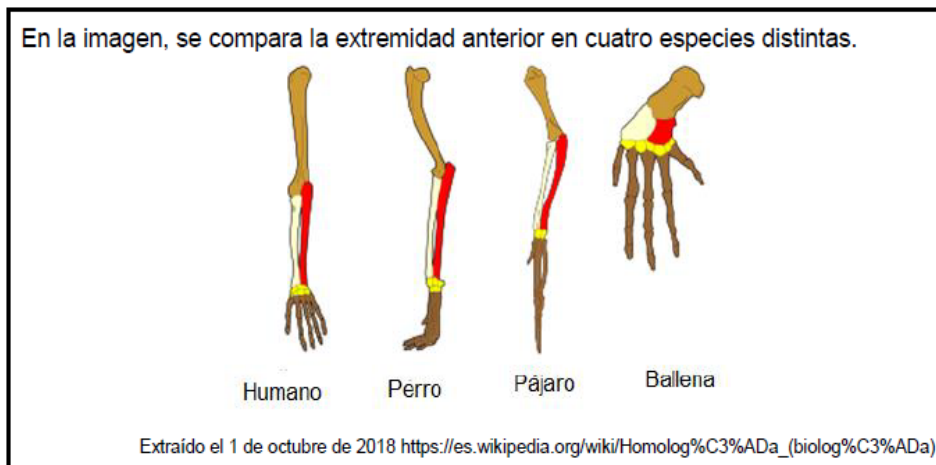 En la imagen, se compara la extremidad anterior en cuatro especies distintas.
Humano Pérro Pájaro Ballena
Extraído el 1 de octubre de 2018 https://es.wikipedia.org/wiki/Homolog%C3%ADa_(biolog%C3%ADa)